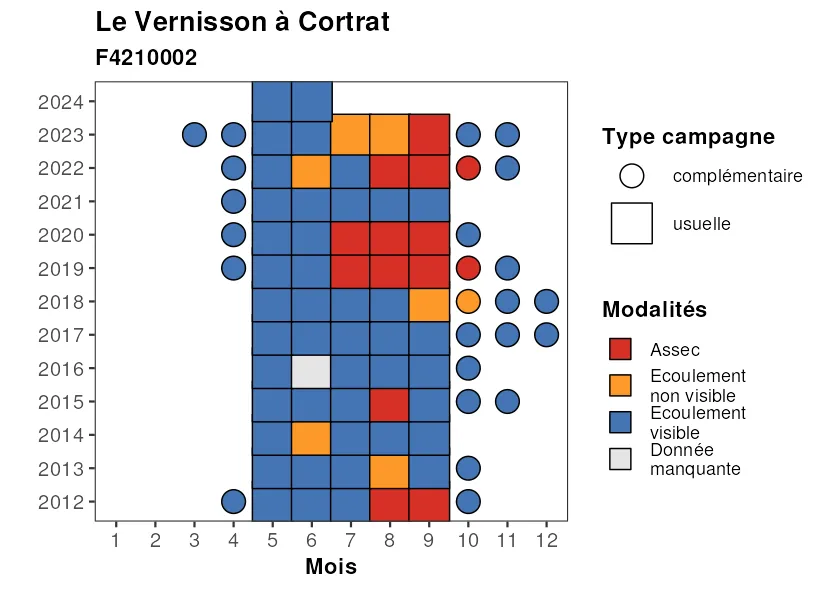 Le Vernisson à Cortrat
F4210002
2024
2023
2022
2021
2020
2019
2018
2017
2016
2015
2014
2013
2012
1 2 3 4 5 6 7 8 9 10 11 12
Mois
Type campagne
complémentaire
usuelle
Modalités
Assec
Ecoulement
non visible
Ecoulement
visible
Donnée
manquante